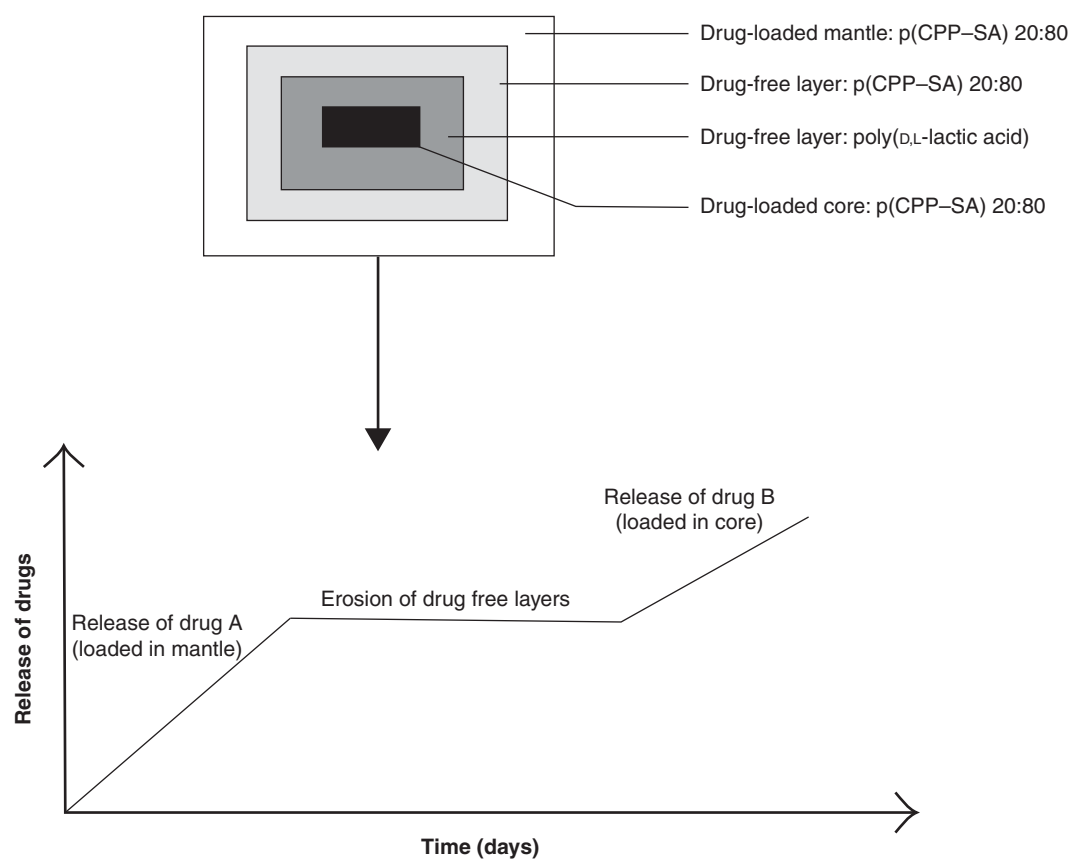 Drug-loaded mantle: p(CPP–SA) 20:80
Drug-free layer: p(CPP–SA) 20:80
Drug-free layer: poly(D,L-lactic acid)
Drug-loaded core: p(CPP–SA) 20:80
Release of drug B
(loaded in core)
Erosion of drug free layers
Release of drug A
(loaded in mantle)
Release of drugs
Time (days)